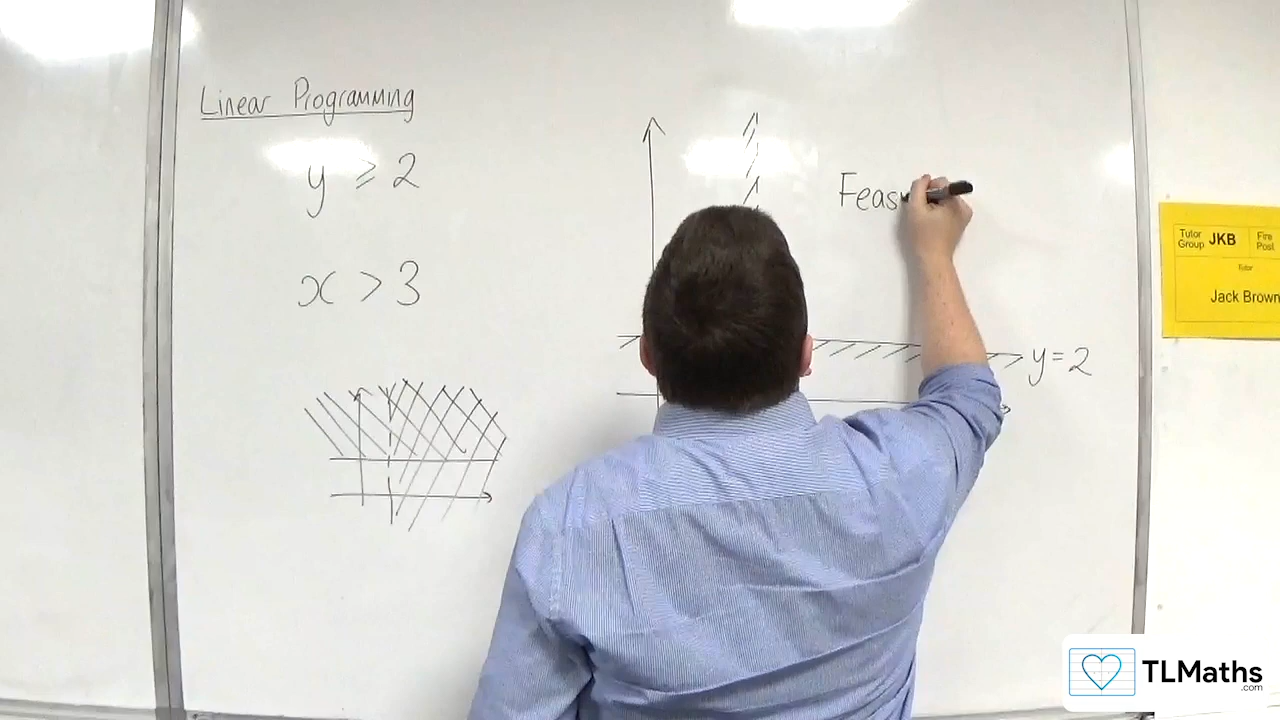 Linear Programming
y ⩾ 2
x > 3
Feas
y = 2
Tutor Group JKB Fire Post
Tutor
Jack Brown
TLMaths
.com